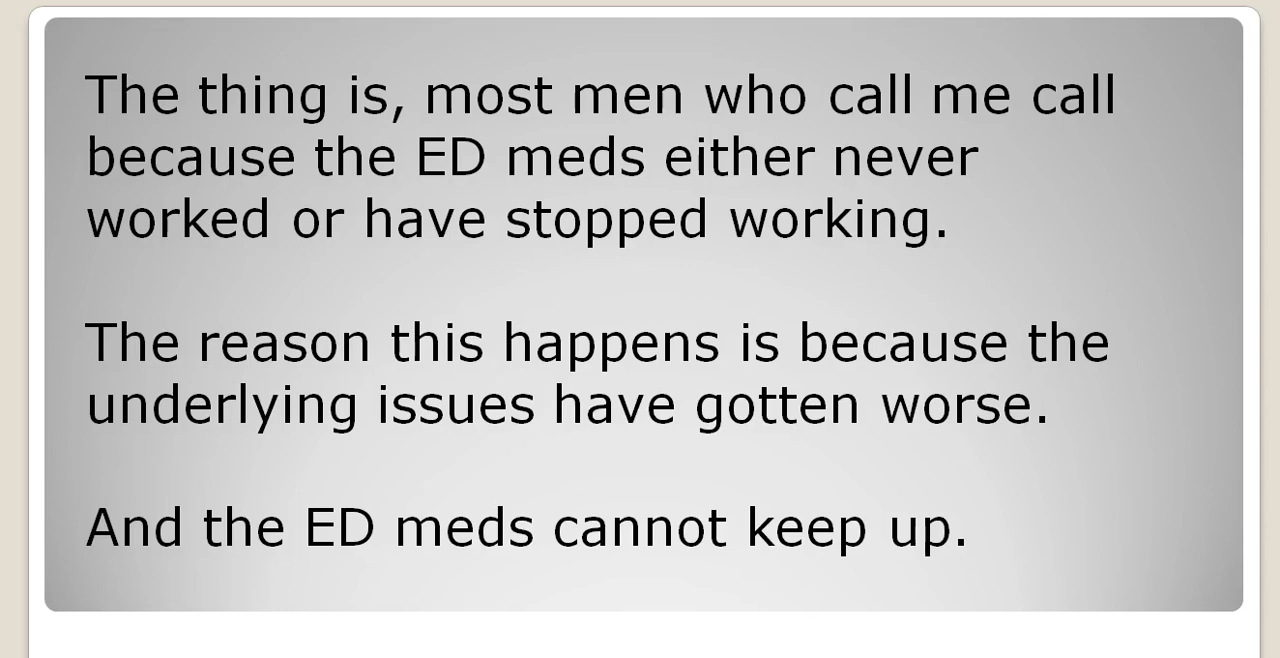 The thing is, most men who call me call
because the ED meds either never
worked or have stopped working.
The reason this happens is because the
underlying issues have gotten worse.
And the ED meds cannot keep up.